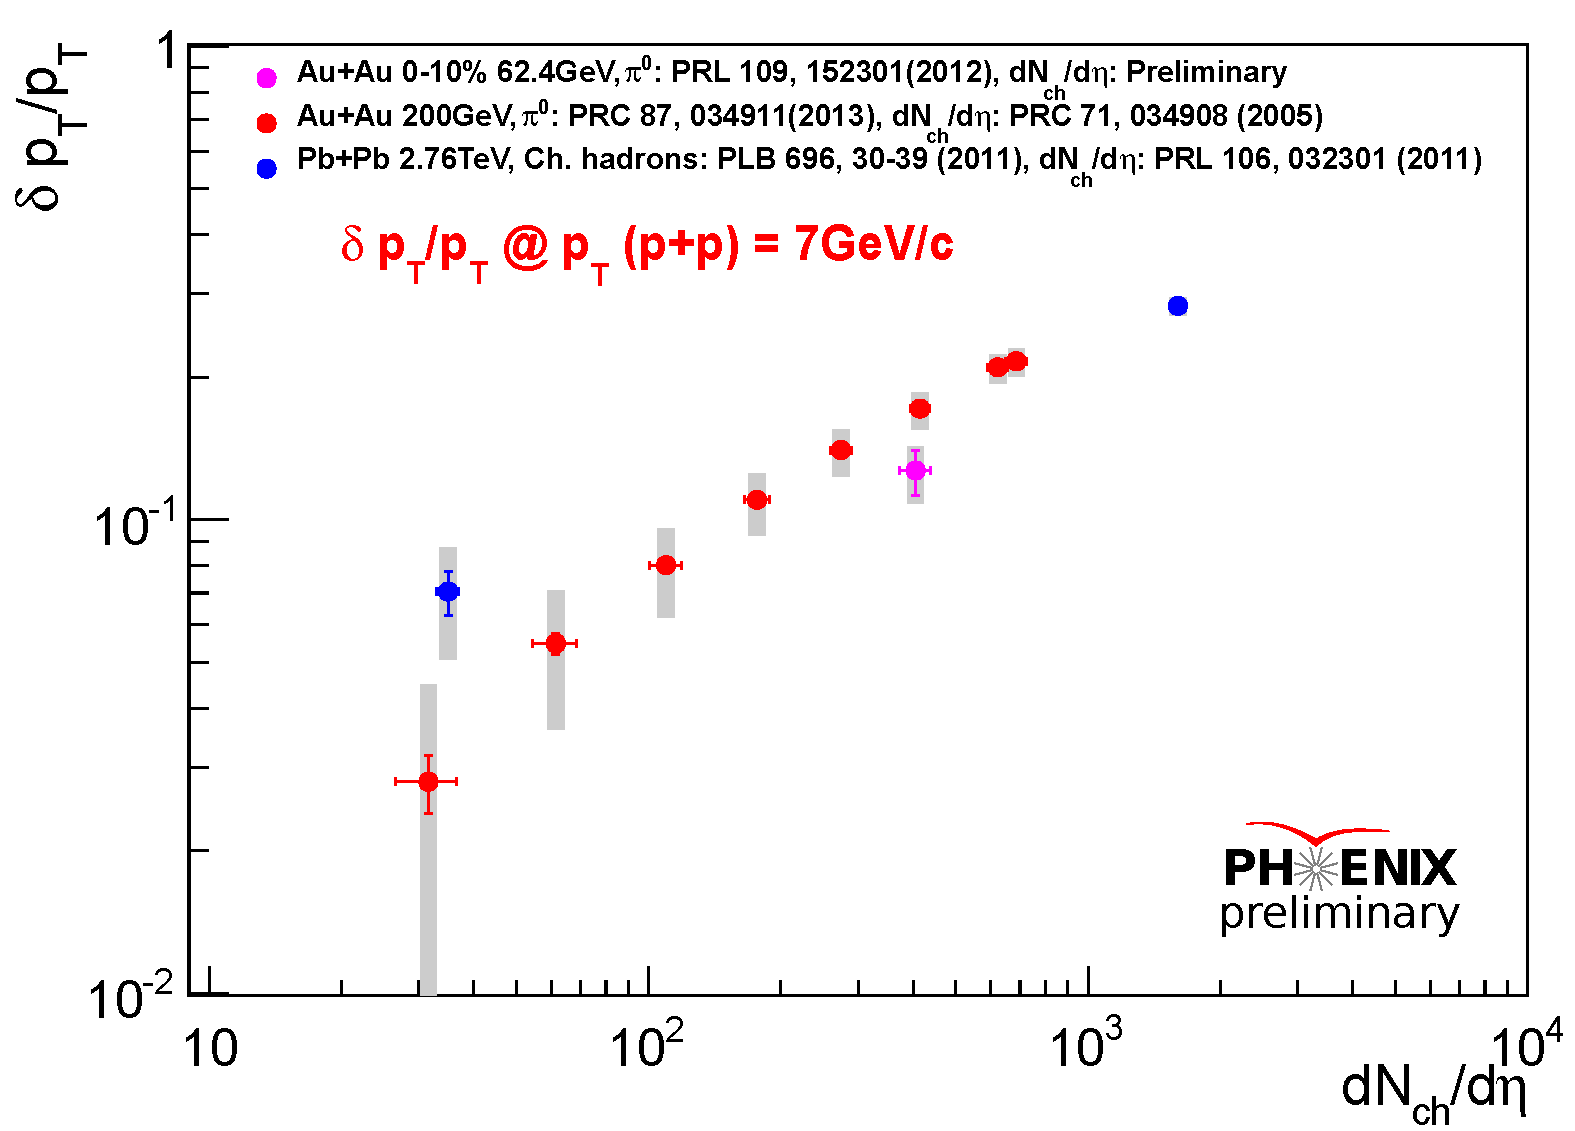 δ p_T/p_T
1
Au+Au 0-10% 62.4GeV, π⁰: PRL 109, 152301(2012), dN_ch/dη: Preliminary
Au+Au 200GeV, π⁰: PRC 87, 034911(2013), dN_ch/dη: PRC 71, 034908 (2005)
Pb+Pb 2.76TeV, Ch. hadrons: PLB 696, 30-39 (2011), dN_ch/dη: PRL 106, 032301 (2011)
δ p_T/p_T @ p_T (p+p) = 7GeV/c
10⁻¹
PHENIX
preliminary
10⁻²
10 10² 10³ 10⁴
dN_ch/dη